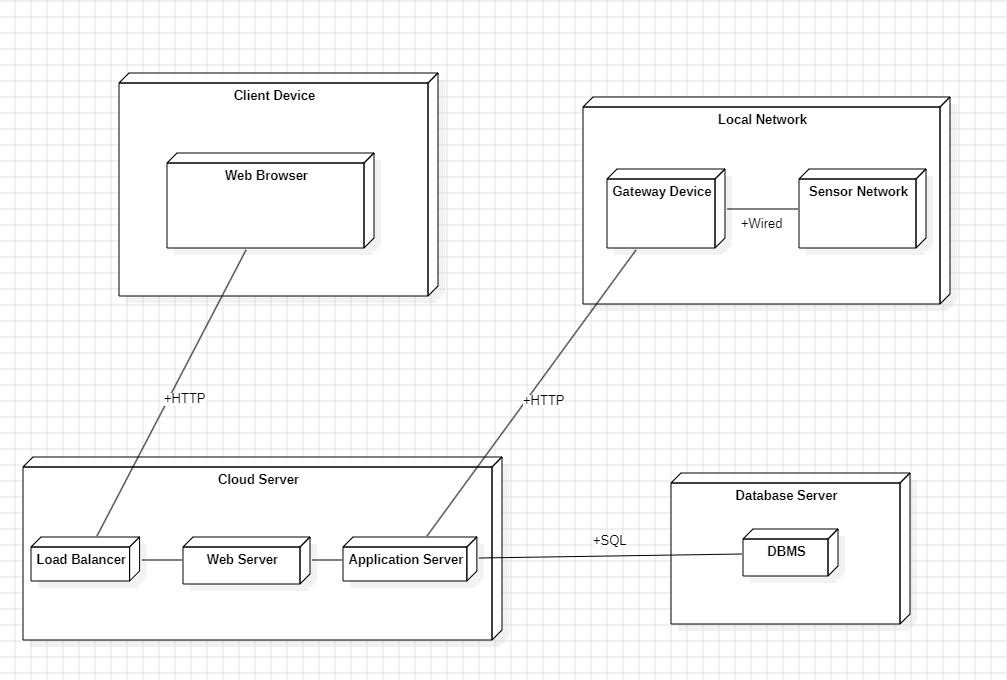 Client Device
Web Browser
Local Network
Gateway Device
Sensor Network
+Wired
+HTTP
+HTTP
Cloud Server
Load Balancer
Web Server
Application Server
+SQL
Database Server
DBMS